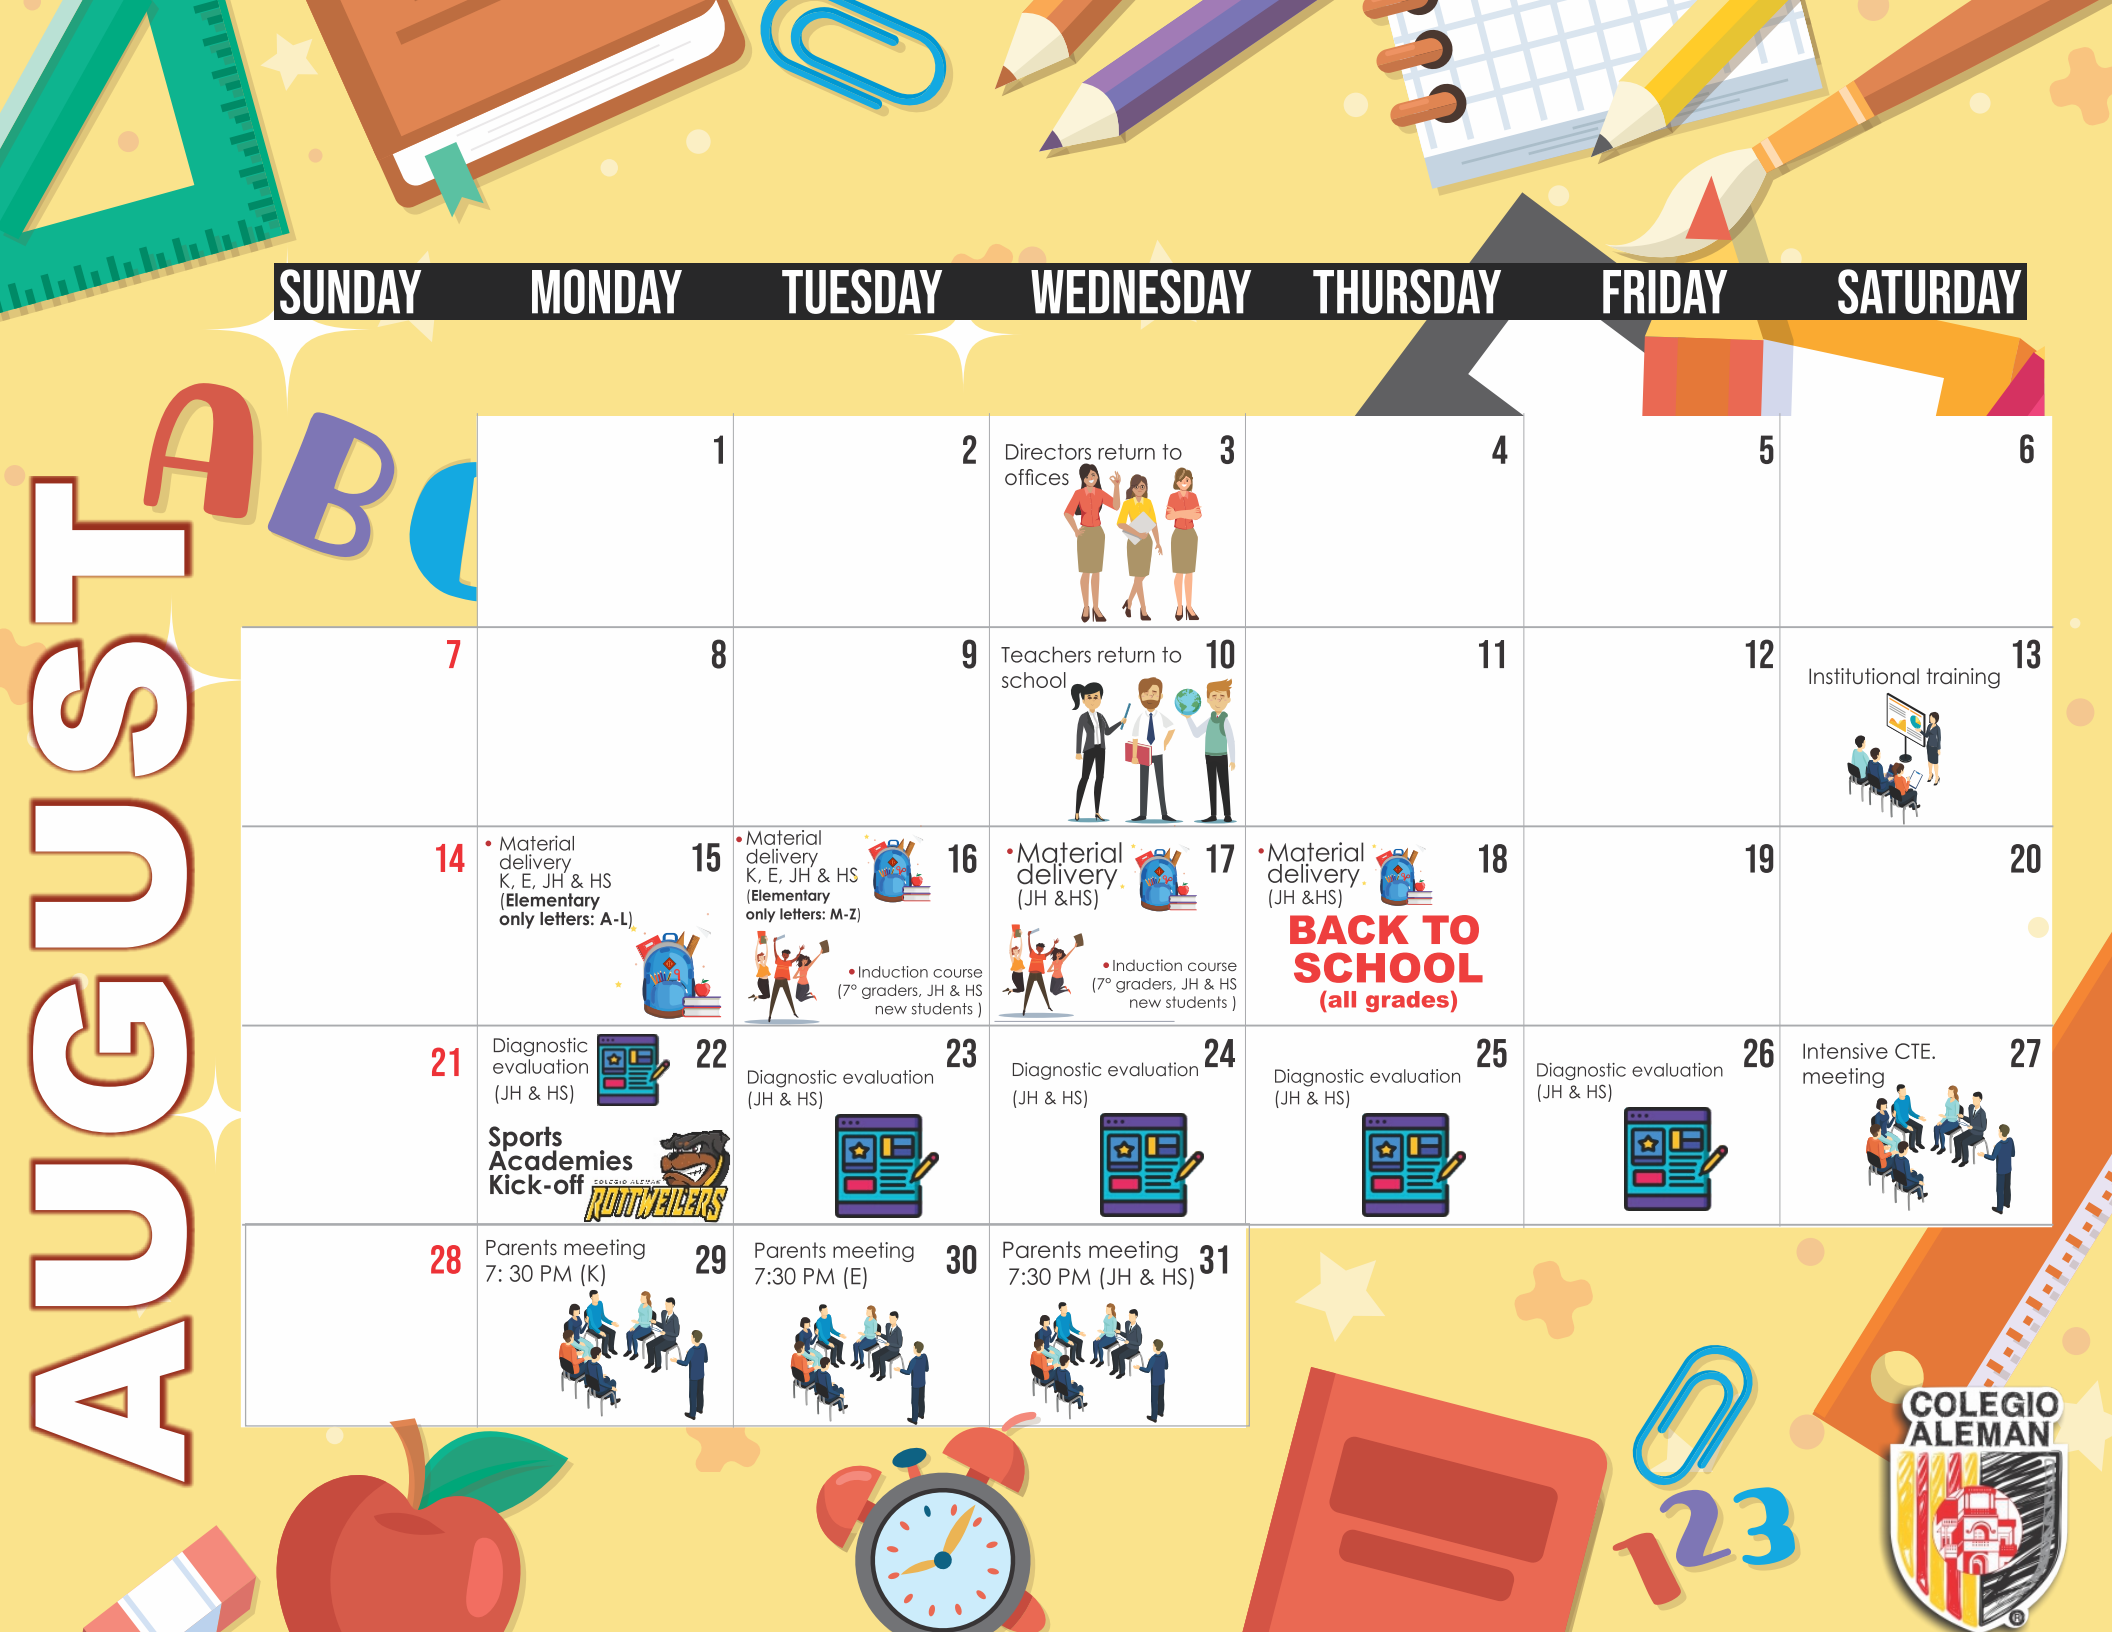 SUNDAY MONDAY TUESDAY WEDNESDAY THURSDAY FRIDAY SATURDAY
AUGUST
A B
1
2
Directors return to
offices
3
4
5
6
7
8
9
Teachers return to
school
10
11
12
13
Institutional training
14
• Material
delivery
K, E, JH & HS
(Elementary
only letters: A-L)
15
• Material
delivery
K, E, JH & HS
(Elementary
only letters: M-Z)
16
• Induction course
(7° graders, JH & HS
new students )
• Material
delivery
(JH &HS)
17
• Induction course
(7° graders, JH & HS
new students )
• Material
delivery
(JH &HS)
18
BACK TO
SCHOOL
(all grades)
19
20
21
Diagnostic
evaluation
(JH & HS)
22
Sports
Academies
Kick-off
COLEGIO ALEMAN
ROTTWEILERS
23
Diagnostic evaluation
(JH & HS)
24
Diagnostic evaluation
(JH & HS)
25
Diagnostic evaluation
(JH & HS)
26
Diagnostic evaluation
(JH & HS)
Intensive CTE.
meeting
27
28
Parents meeting
7: 30 PM (K)
29
Parents meeting
7:30 PM (E)
30
Parents meeting
7:30 PM (JH & HS)
31
123
COLEGIO
ALEMAN
®